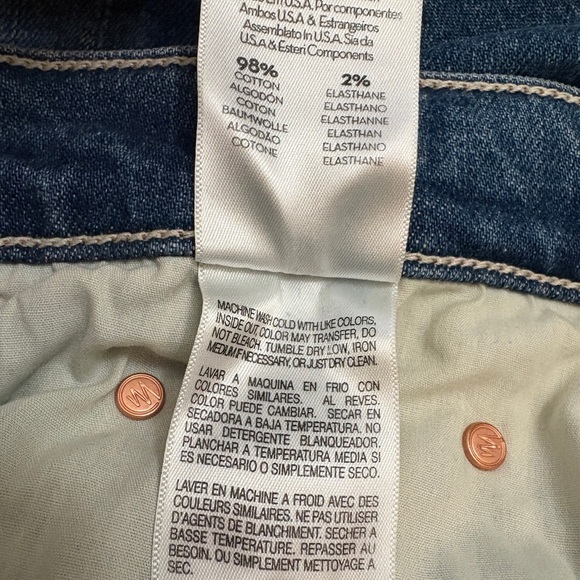 U.S.A. Por componentes
Ambos U.S.A & Estrangeiros
Assemblato In U.S.A. Sia da
U.S.A & Esteri Components
98%
COTTON
ALGODÓN
COTON
BAUMWOLLE
ALGODÃO
COTONE
2%
ELASTHANE
ELASTHANO
ELASTHANNE
ELASTHAN
ELASTHANO
ELASTHANE
MACHINE WASH COLD WITH LIKE COLORS,
INSIDE OUT, COLOR MAY TRANSFER, DO
NOT BLEACH. TUMBLE DRY LOW, IRON
MEDIUM IF NECESSARY, OR JUST DRY CLEAN.
LAVAR A MAQUINA EN FRIO CON
COLORES SIMILARES. AL REVES.
COLOR PUEDE CAMBIAR. SECAR EN
SECADORA A BAJA TEMPERATURA. NO
USAR DETERGENTE BLANQUEADOR.
PLANCHAR A TEMPERATURA MEDIA SI
ES NECESARIO O SIMPLEMENTE SECO.
LAVER EN MACHINE A FROID AVEC DES
COULEURS SIMILAIRES. NE PAS UTILISER
D'AGENTS DE BLANCHIMENT. SECHER A
BASSE TEMPERATURE. REPASSER AU
BESOIN. OU SIMPLEMENT NETTOYAGE A
SEC.